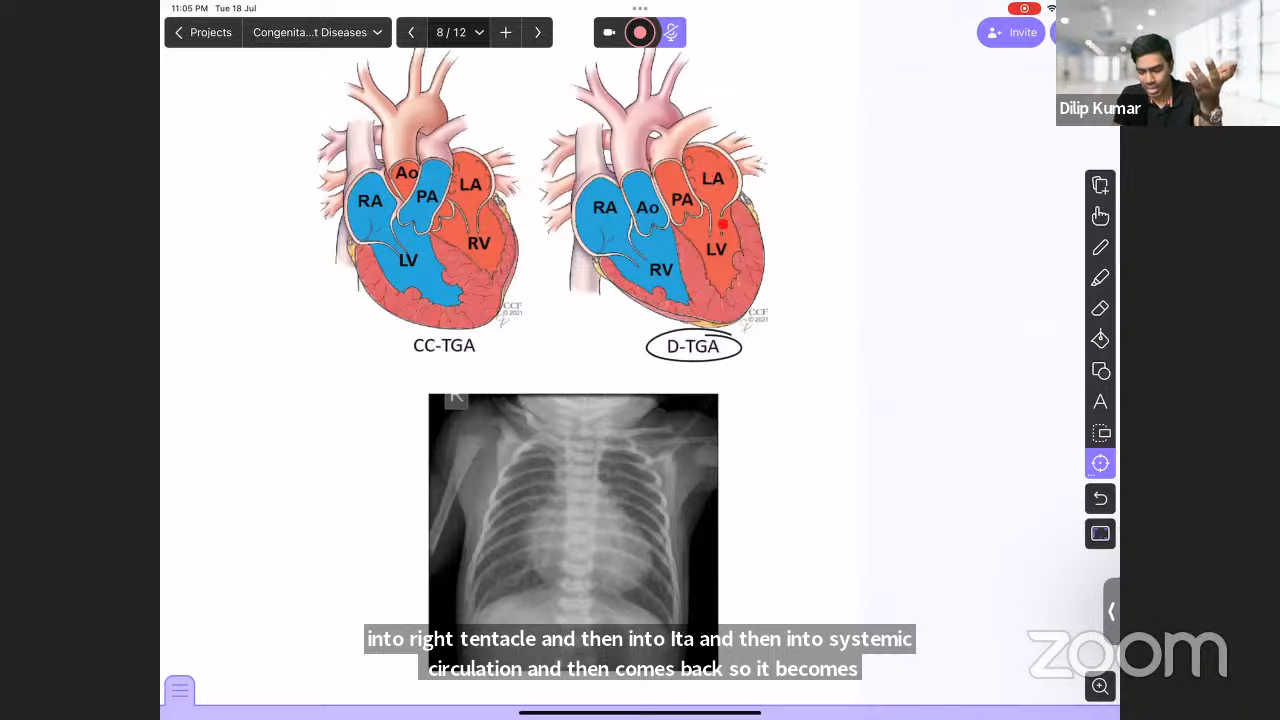 11:05 PM Tue 18 Jul
Projects
Congenita...t Diseases
8 / 12
Invite
Dilip Kumar
Ao
PA
LA
RA
RV
LV
CCF
© 2021
CC-TGA
LA
PA
RA
Ao
LV
RV
CCF
© 2021
D-TGA
R
A
into right tentacle and then into Ita and then into systemic
circulation and then comes back so it becomes
zoom